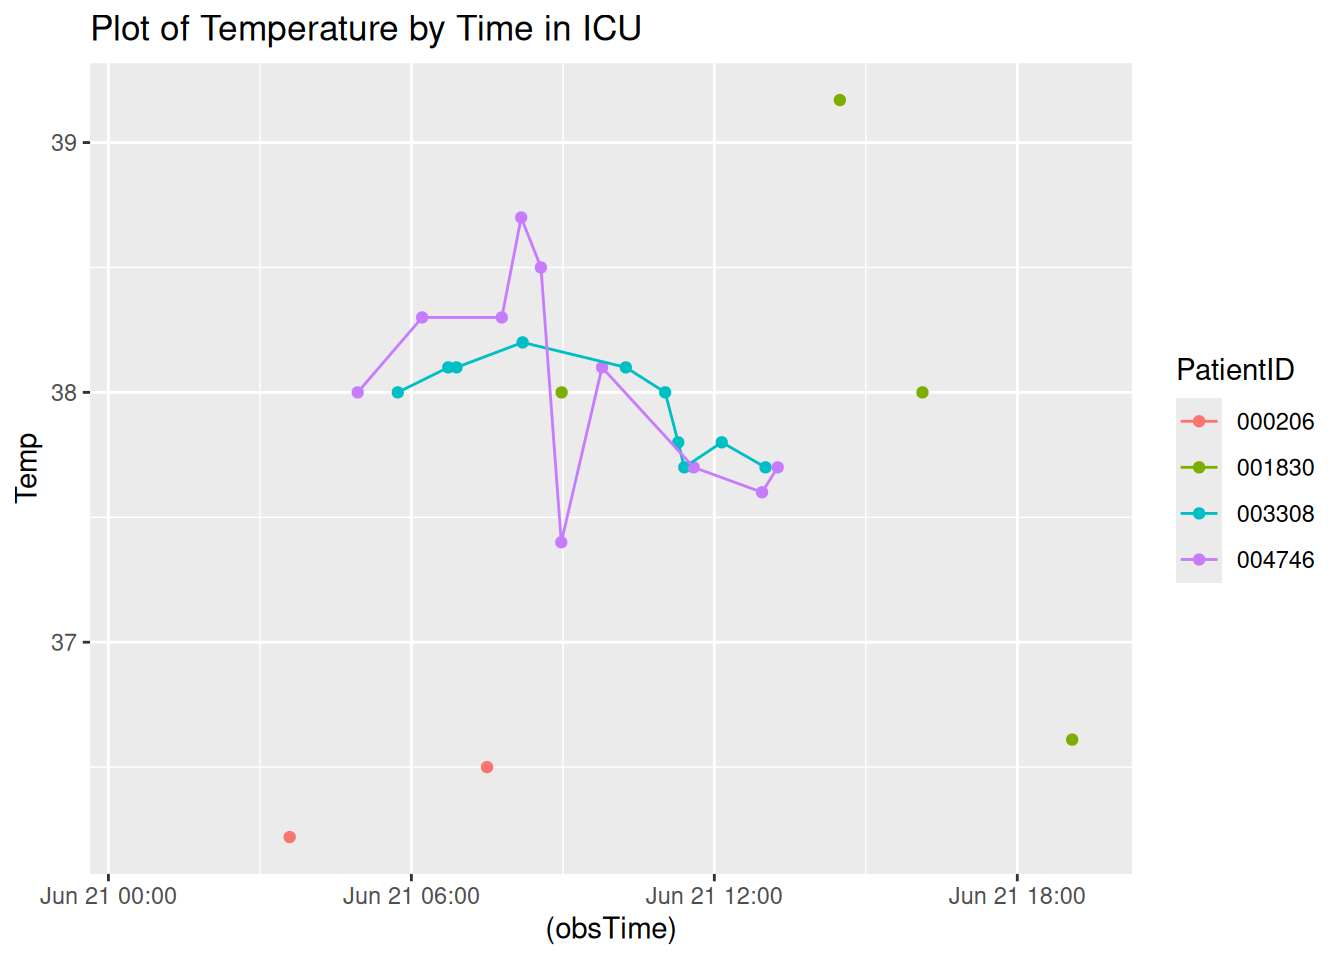 Plot of Temperature by Time in ICU
39
38
37
Temp
Jun 21 00:00
Jun 21 06:00
Jun 21 12:00
Jun 21 18:00
(obsTime)
PatientID
000206
001830
003308
004746